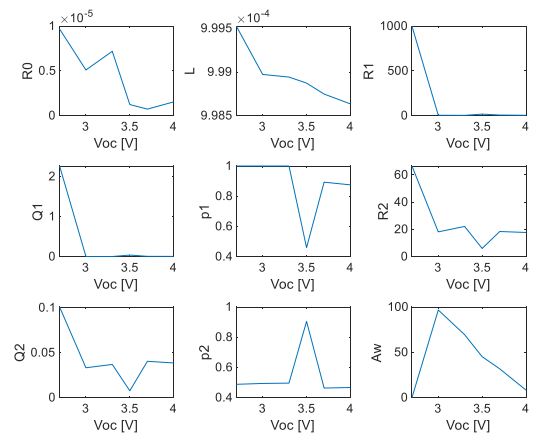 ×10-5
1
0.5
0
R0
3 3.5 4
Voc [V]
×10-4
9.995
9.99
9.985
L
3 3.5 4
Voc [V]
1000
500
0
R1
3 3.5 4
Voc [V]
2
1
0
Q1
3 3.5 4
Voc [V]
1
0.8
0.6
0.4
p1
3 3.5 4
Voc [V]
60
40
20
0
R2
3 3.5 4
Voc [V]
0.1
0.05
0
Q2
3 3.5 4
Voc [V]
1
0.8
0.6
0.4
p2
3 3.5 4
Voc [V]
100
50
0
Aw
3 3.5 4
Voc [V]